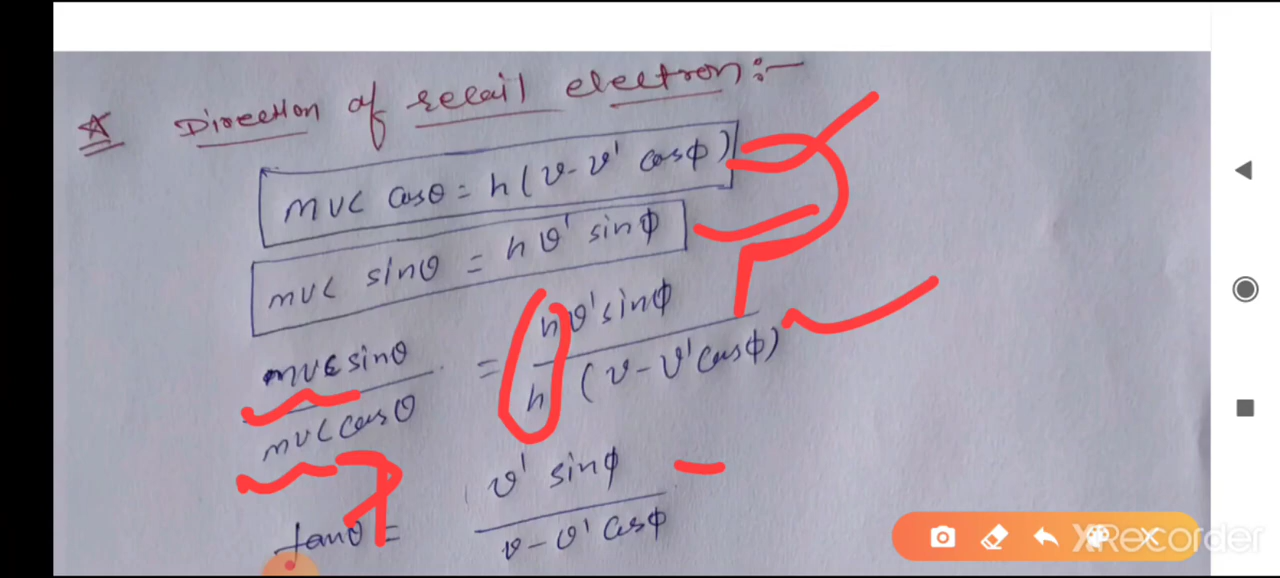 ☆ Direction of recail electron:-
mvc cosθ = h(ν-ν' cosϕ)
mvc sinθ = hν' sinϕ
mvc sinθ / mvc cosθ = hν' sinϕ / h (ν-ν' cosϕ)
tanθ = ν' sinϕ / ν-ν' cosϕ
XRecorder